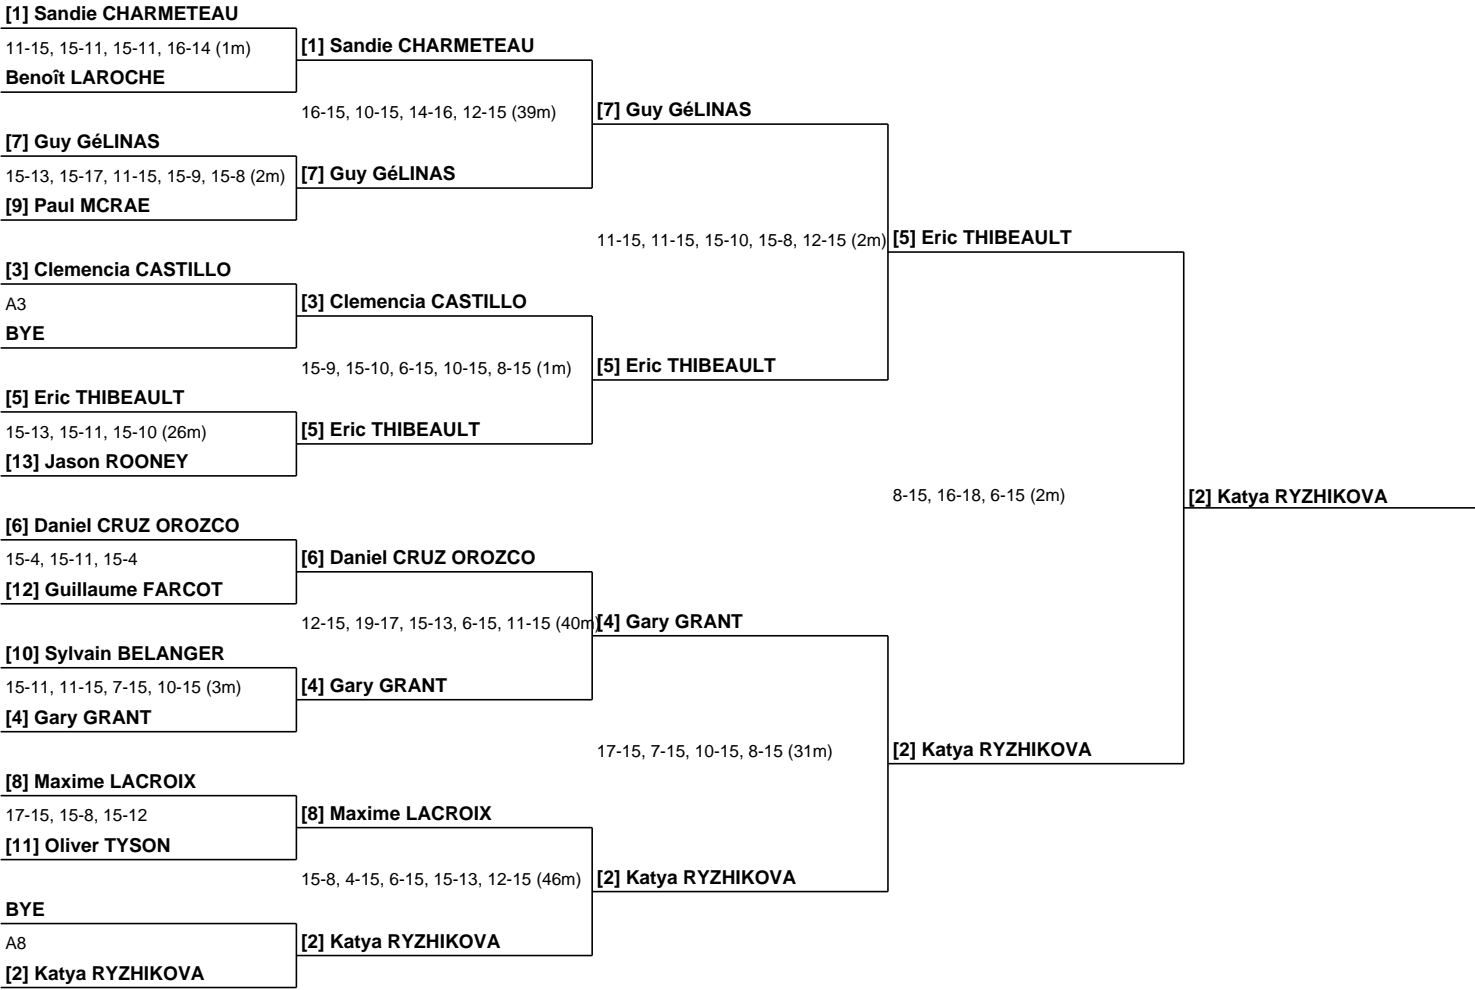 [1] Sandie CHARMETEAU
11-15, 15-11, 15-11, 16-14 (1m)
Benoît LAROCHE
[7] Guy GéLINAS
15-13, 15-17, 11-15, 15-9, 15-8 (2m)
[9] Paul MCRAE
[3] Clemencia CASTILLO
A3
BYE
[5] Eric THIBEAULT
15-13, 15-11, 15-10 (26m)
[13] Jason ROONEY
[6] Daniel CRUZ OROZCO
15-4, 15-11, 15-4
[12] Guillaume FARCOT
[10] Sylvain BELANGER
15-11, 11-15, 7-15, 10-15 (3m)
[4] Gary GRANT
[8] Maxime LACROIX
17-15, 15-8, 15-12
[11] Oliver TYSON
BYE
A8
[2] Katya RYZHIKOVA
[1] Sandie CHARMETEAU
16-15, 10-15, 14-16, 12-15 (39m)
[7] Guy GéLINAS
[3] Clemencia CASTILLO
15-9, 15-10, 6-15, 10-15, 8-15 (1m)
[5] Eric THIBEAULT
[6] Daniel CRUZ OROZCO
12-15, 19-17, 15-13, 6-15, 11-15 (40m)
[4] Gary GRANT
[8] Maxime LACROIX
15-8, 4-15, 6-15, 15-13, 12-15 (46m)
[2] Katya RYZHIKOVA
[7] Guy GéLINAS
11-15, 11-15, 15-10, 15-8, 12-15 (2m)
[5] Eric THIBEAULT
[4] Gary GRANT
17-15, 7-15, 10-15, 8-15 (31m)
[2] Katya RYZHIKOVA
[5] Eric THIBEAULT
8-15, 16-18, 6-15 (2m)
[2] Katya RYZHIKOVA
[2] Katya RYZHIKOVA